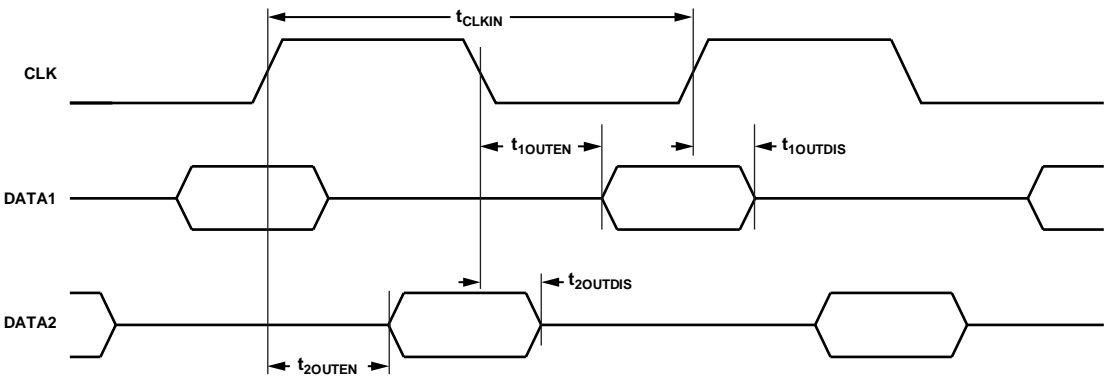 tCLKIN
CLK
t1OUTEN
t1OUTDIS
DATA1
t2OUTDIS
DATA2
t2OUTEN